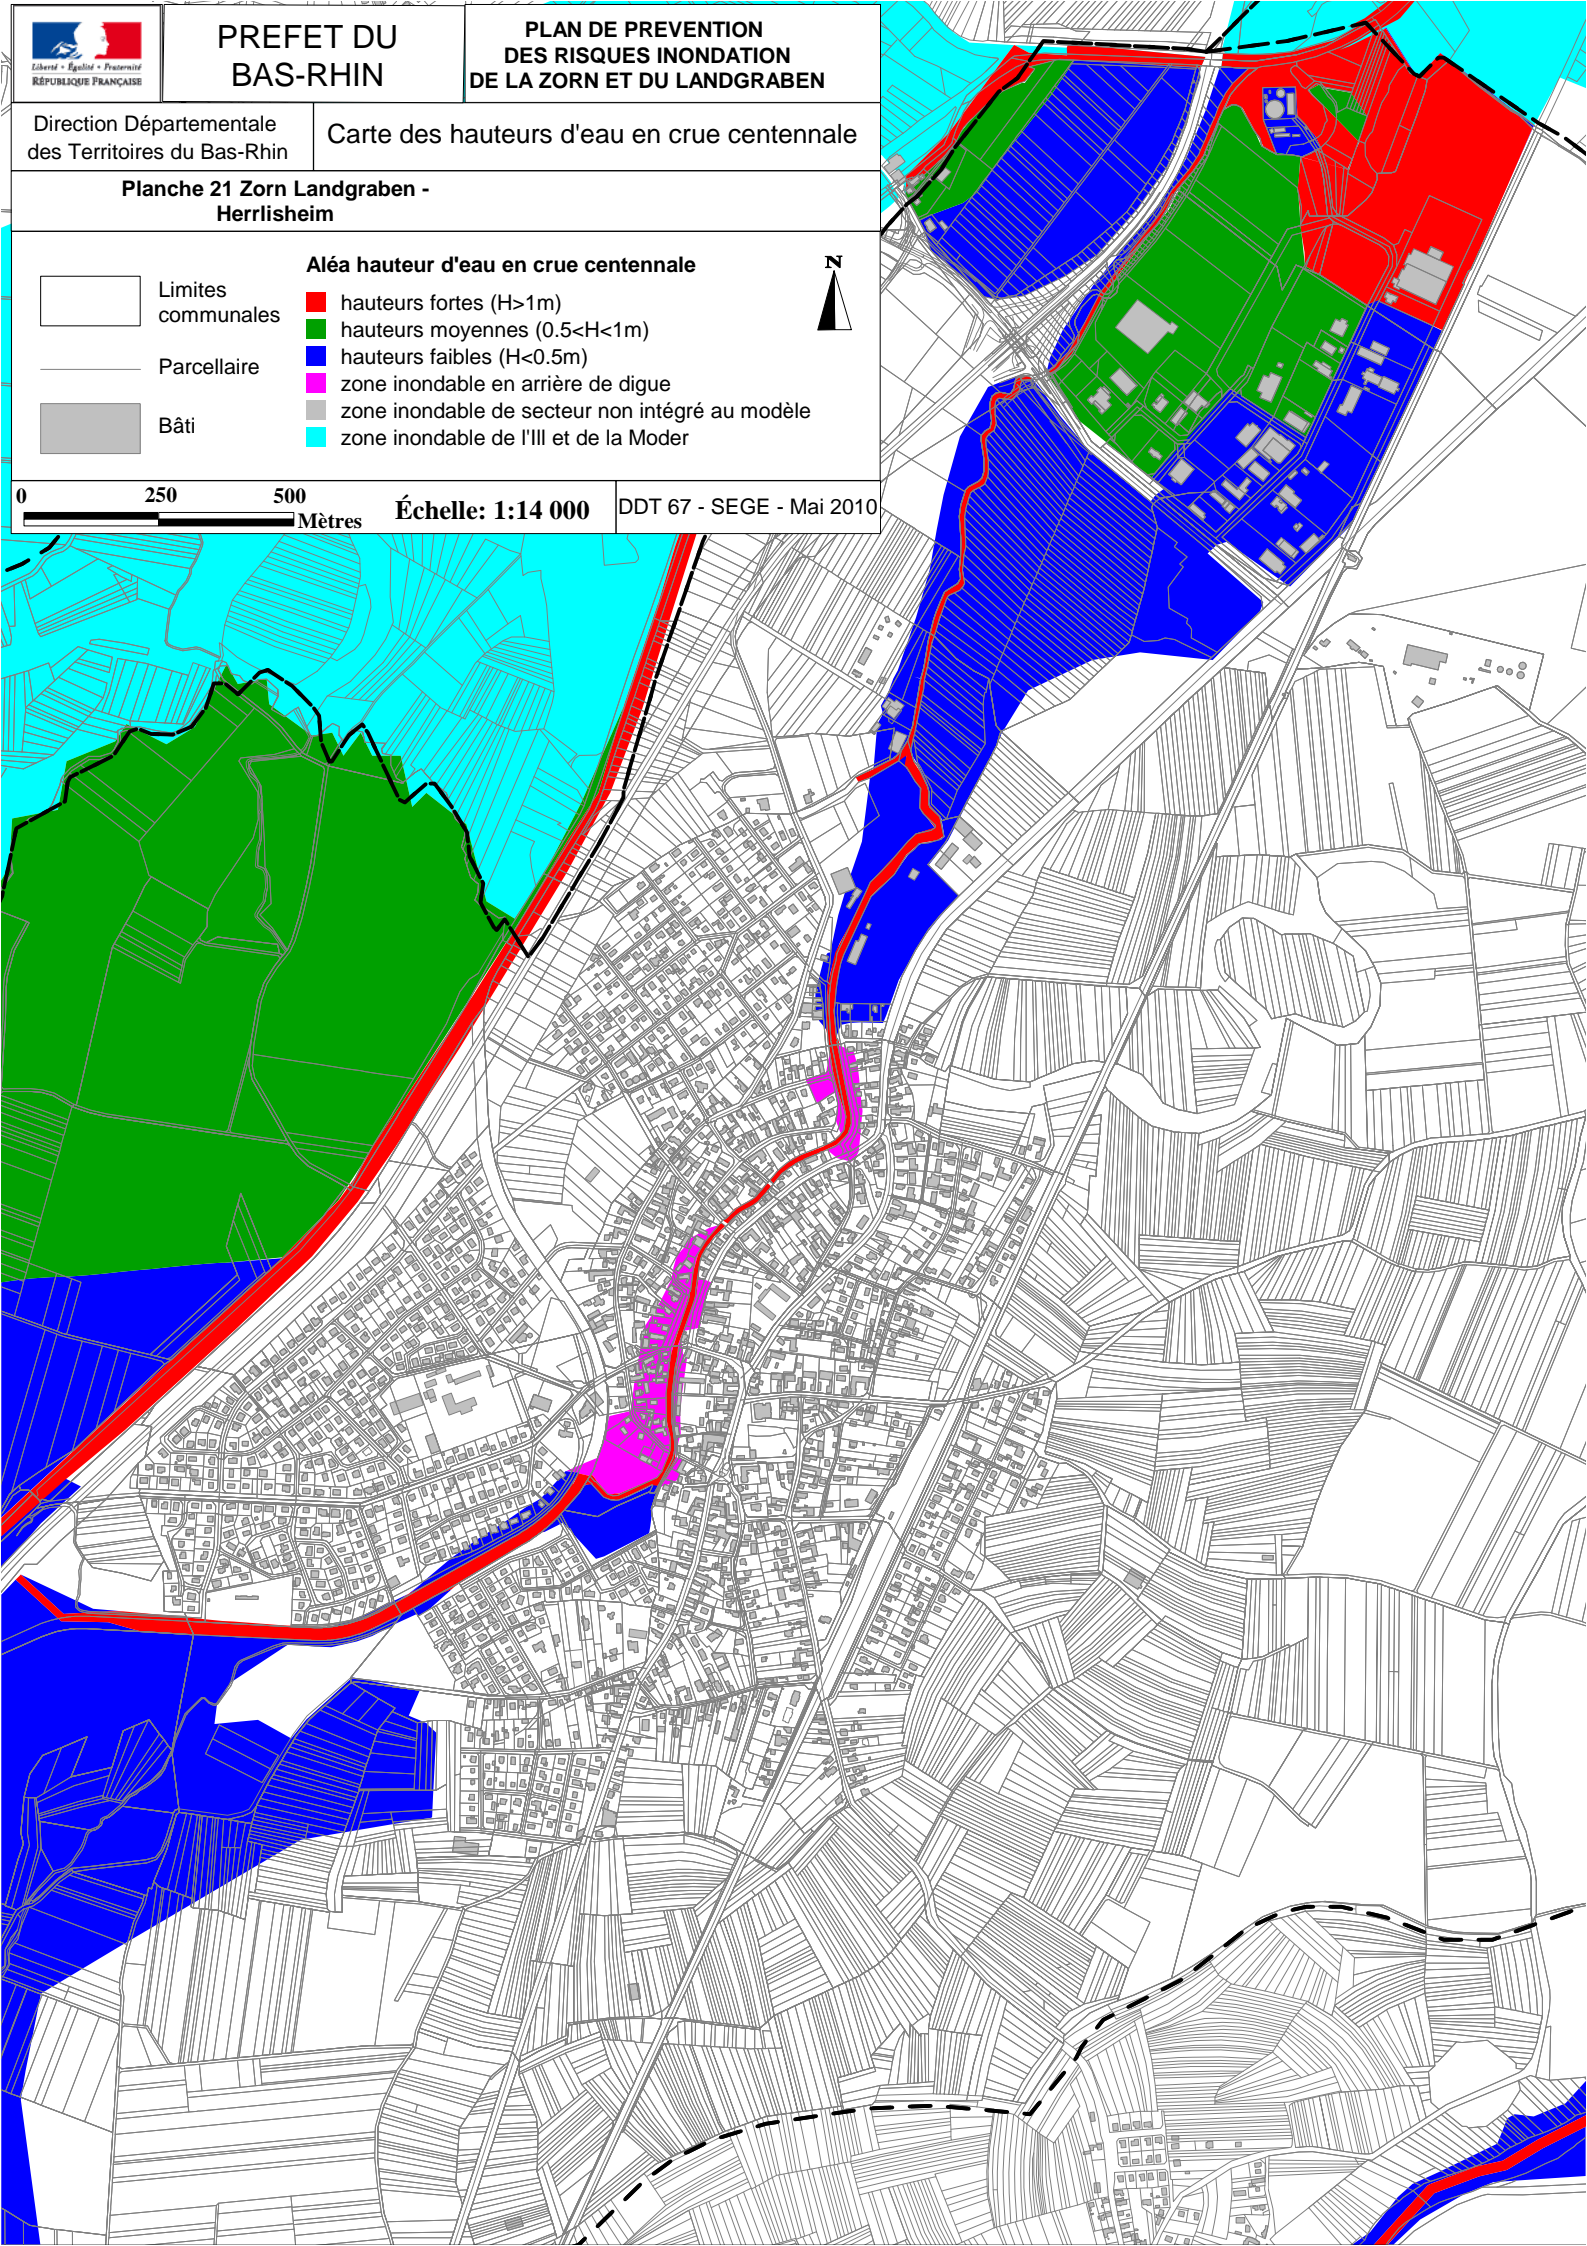 Liberté • Égalité • Fraternité
RÉPUBLIQUE FRANÇAISE
PREFET DU
BAS-RHIN
PLAN DE PREVENTION
DES RISQUES INONDATION
DE LA ZORN ET DU LANDGRABEN
Direction Départementale
des Territoires du Bas-Rhin
Carte des hauteurs d'eau en crue centennale
Planche 21 Zorn Landgraben -
Herrlisheim
Limites
communales
Parcellaire
Bâti
Aléa hauteur d'eau en crue centennale
hauteurs fortes (H>1m)
hauteurs moyennes (0.5<H<1m)
hauteurs faibles (H<0.5m)
zone inondable en arrière de digue
zone inondable de secteur non intégré au modèle
zone inondable de l'Ill et de la Moder
N
0 250 500
Mètres
Échelle: 1:14 000
DDT 67 - SEGE - Mai 2010